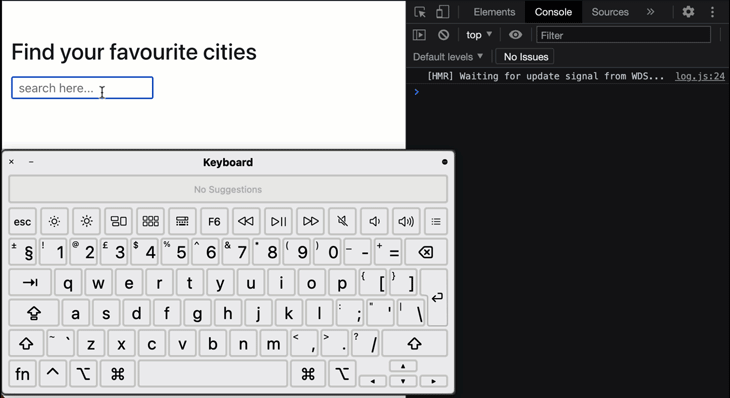 Elements Console Sources »
top ▼ Filter
Default levels ▼ No Issues
[HMR] Waiting for update signal from WDS... log.js:24
Find your favourite cities
search here...
Keyboard
No Suggestions
esc F6
± § ! 1 @ 2 £ 3 $ 4 % 5 ^ 6 & 7 * 8 ( 9 ) 0 _ - + =
q w e r t y u i o p { [ } ]
a s d f g h j k l : ; " ' | \
~ ` z x c v b n m < , > . ? /
fn ^ ⌥ ⌘ ⌘ ⌥